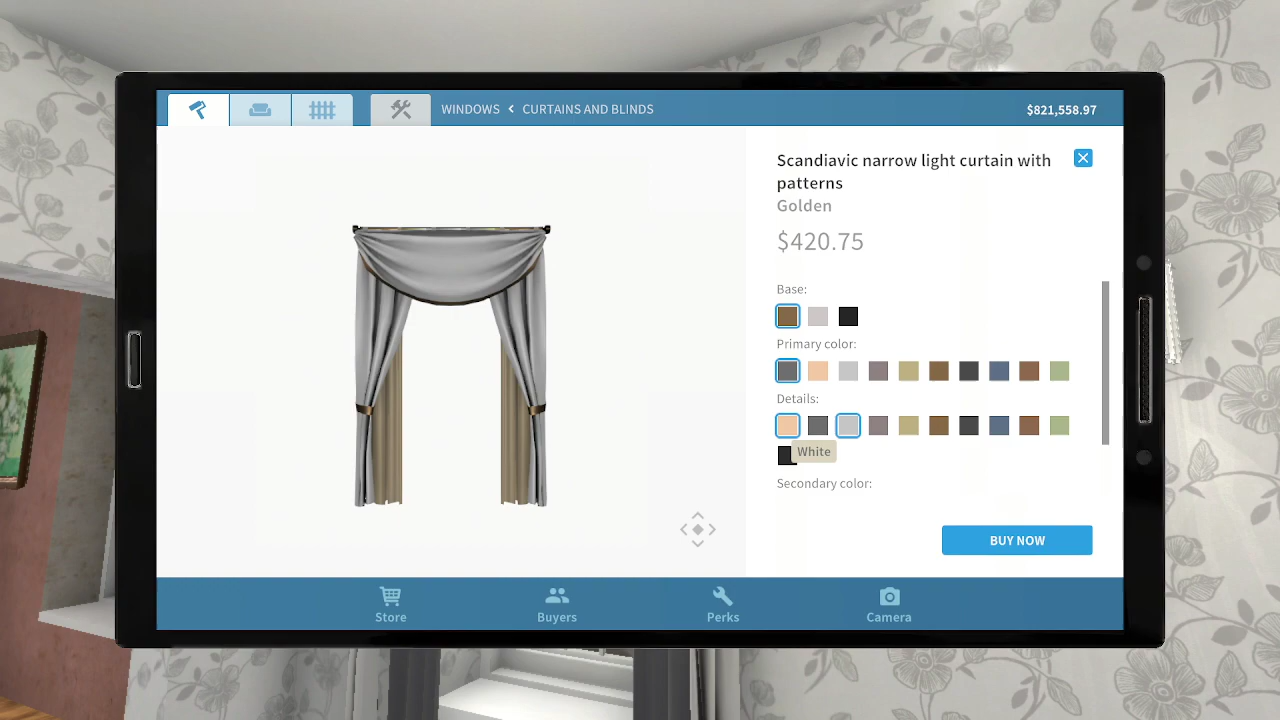 WINDOWS < CURTAINS AND BLINDS
$821,558.97
Scandiavic narrow light curtain with
patterns
Golden
$420.75
Base:
Primary color:
Details:
White
Secondary color:
BUY NOW
Store
Buyers
Perks
Camera